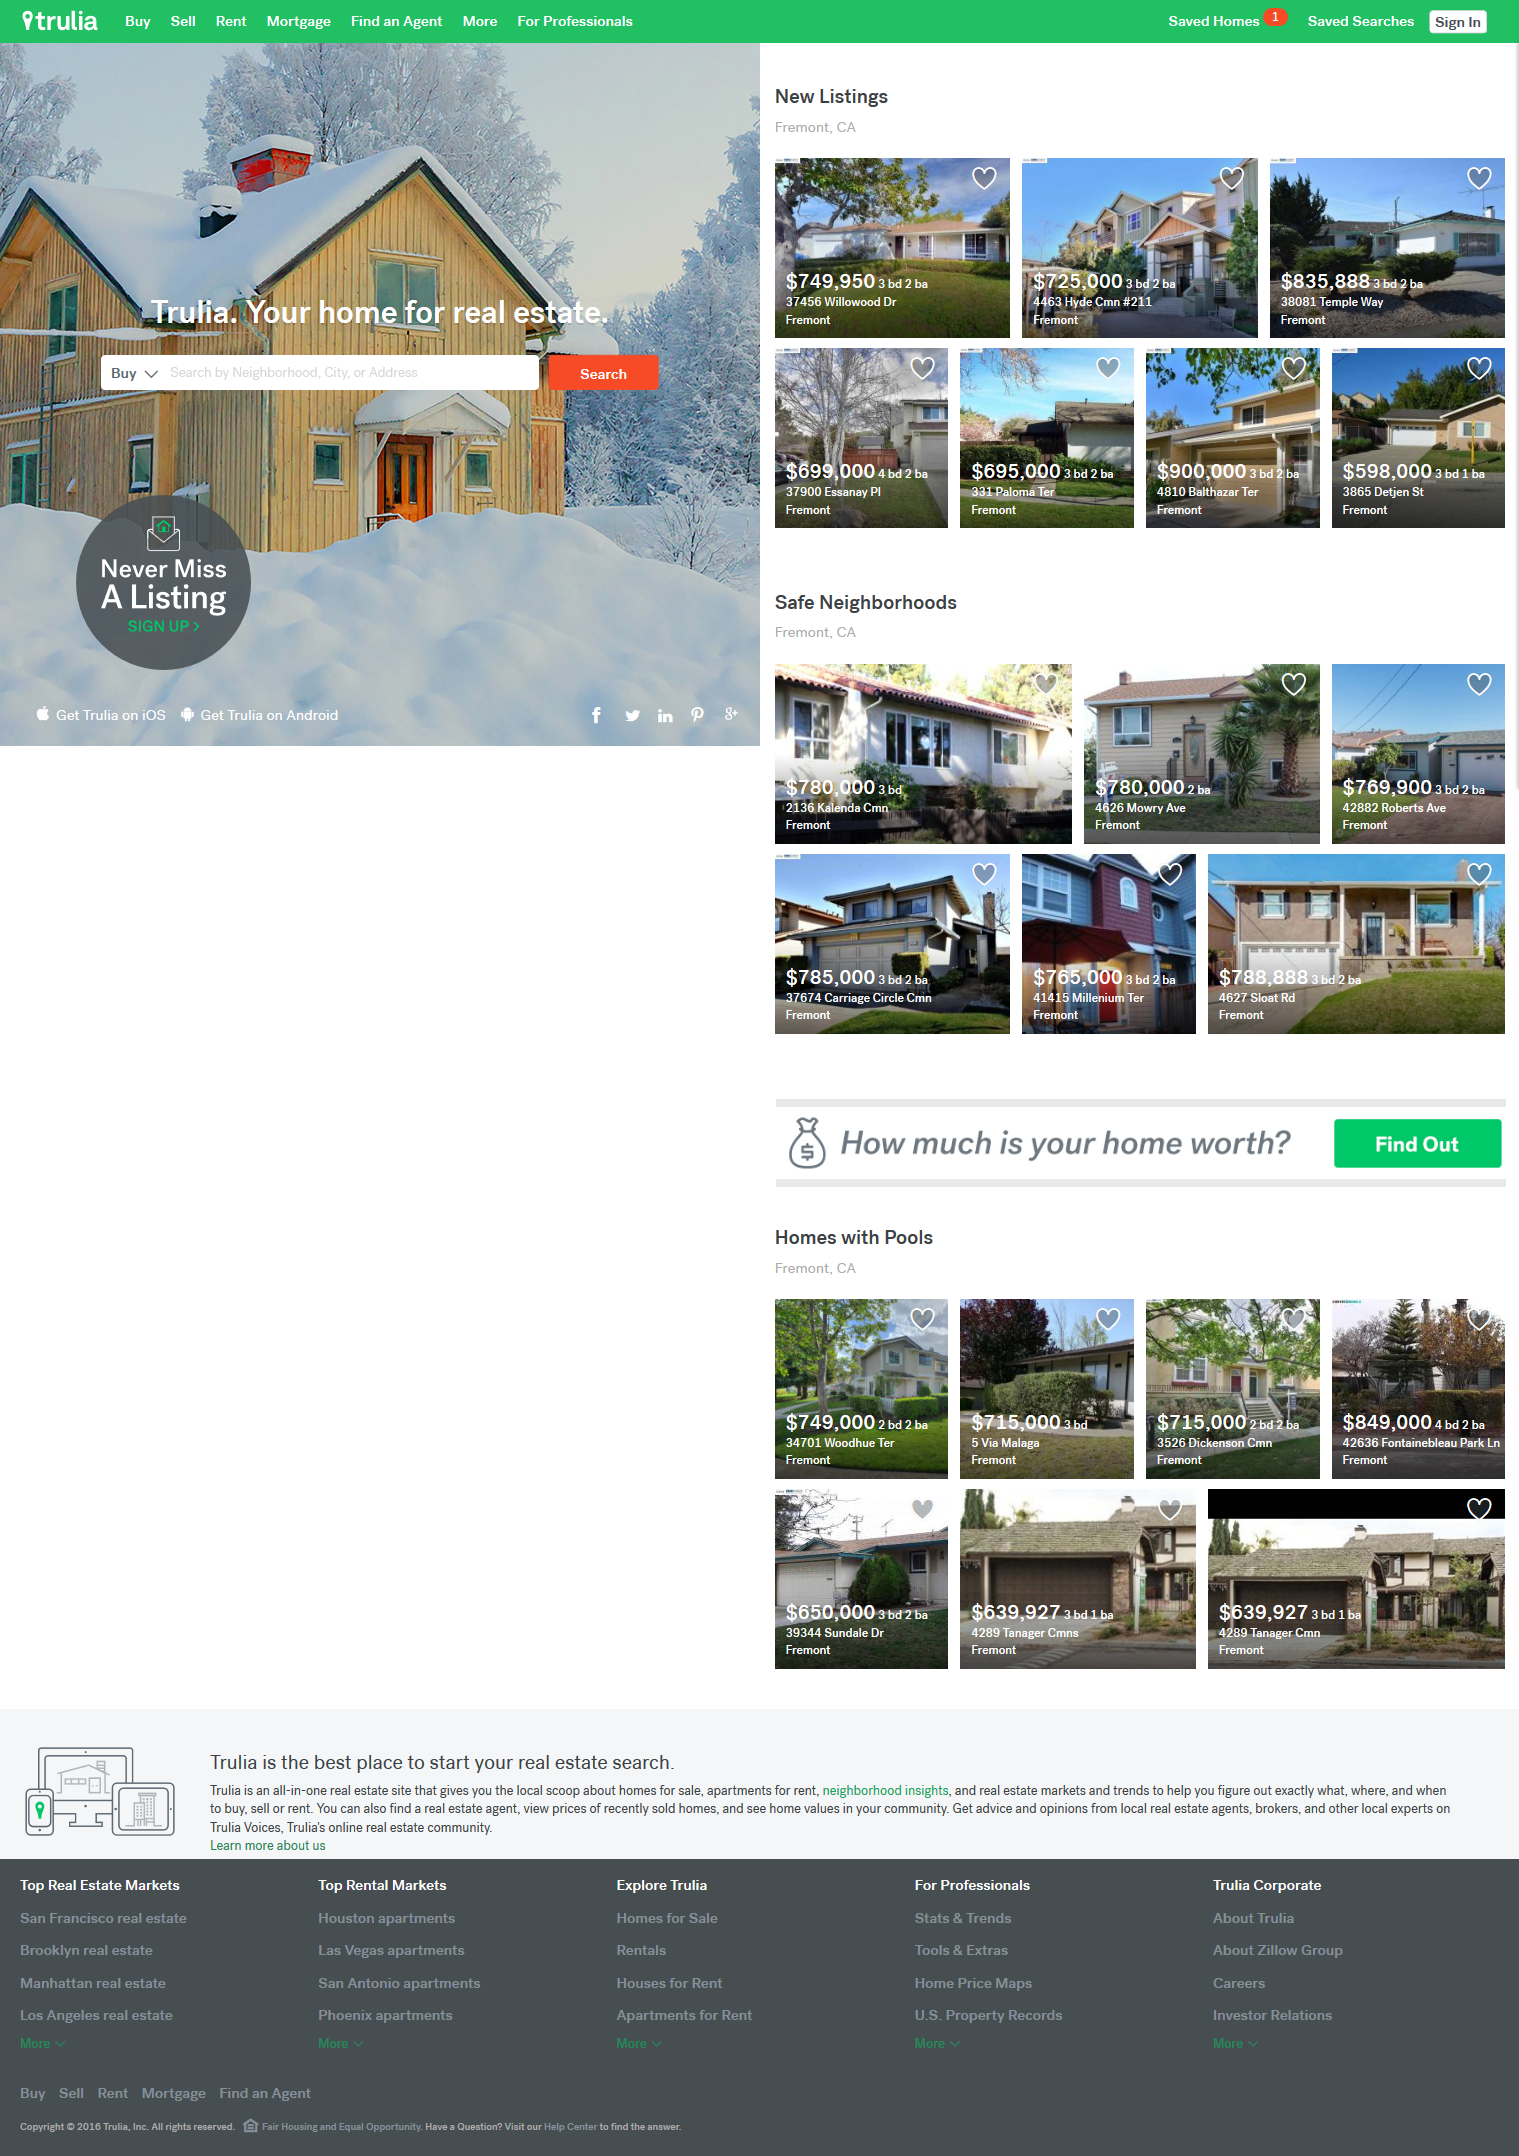 trulia
Buy Sell Rent Mortgage Find an Agent More For Professionals
Saved Homes 1 Saved Searches Sign In
Trulia. Your home for real estate.
Buy Search by Neighborhood, City, or Address Search
Never Miss
A Listing
SIGN UP >
Get Trulia on iOS Get Trulia on Android
New Listings
Fremont, CA
$749,950 3 bd 2 ba
37456 Willowood Dr
Fremont
$725,000 3 bd 2 ba
4463 Hyde Cmn #211
Fremont
$835,888 3 bd 2 ba
38081 Temple Way
Fremont
$699,000 4 bd 2 ba
37900 Essanay Pl
Fremont
$695,000 3 bd 2 ba
331 Paloma Ter
Fremont
$900,000 3 bd 2 ba
4810 Balthazar Ter
Fremont
$598,000 3 bd 1 ba
3865 Detjen St
Fremont
Safe Neighborhoods
Fremont, CA
$780,000 3 bd
2136 Kalenda Cmn
Fremont
$780,000 2 ba
4626 Mowry Ave
Fremont
$769,900 3 bd 2 ba
42882 Roberts Ave
Fremont
$785,000 3 bd 2 ba
37674 Carriage Circle Cmn
Fremont
$765,000 3 bd 2 ba
41415 Millenium Ter
Fremont
$788,888 3 bd 2 ba
4627 Sloat Rd
Fremont
How much is your home worth? Find Out
Homes with Pools
Fremont, CA
$749,000 2 bd 2 ba
34701 Woodhue Ter
Fremont
$715,000 3 bd
5 Via Malaga
Fremont
$715,000 2 bd 2 ba
3526 Dickenson Cmn
Fremont
$849,000 4 bd 2 ba
42636 Fontainebleau Park Ln
Fremont
$650,000 3 bd 2 ba
39344 Sundale Dr
Fremont
$639,927 3 bd 1 ba
4289 Tanager Cmns
Fremont
$639,927 3 bd 1 ba
4289 Tanager Cmn
Fremont
Trulia is the best place to start your real estate search.
Trulia is an all-in-one real estate site that gives you the local scoop about homes for sale, apartments for rent, neighborhood insights, and real estate markets and trends to help you figure out exactly what, where, and when
to buy, sell or rent. You can also find a real estate agent, view prices of recently sold homes, and see home values in your community. Get advice and opinions from local real estate agents, brokers, and other local experts on
Trulia Voices, Trulia's online real estate community.
Learn more about us
Top Real Estate Markets
San Francisco real estate
Brooklyn real estate
Manhattan real estate
Los Angeles real estate
More
Top Rental Markets
Houston apartments
Las Vegas apartments
San Antonio apartments
Phoenix apartments
More
Explore Trulia
Homes for Sale
Rentals
Houses for Rent
Apartments for Rent
More
For Professionals
Stats & Trends
Tools & Extras
Home Price Maps
U.S. Property Records
More
Trulia Corporate
About Trulia
About Zillow Group
Careers
Investor Relations
More
Buy Sell Rent Mortgage Find an Agent
Copyright © 2016 Trulia, Inc. All rights reserved. Fair Housing and Equal Opportunity. Have a Question? Visit our Help Center to find the answer.